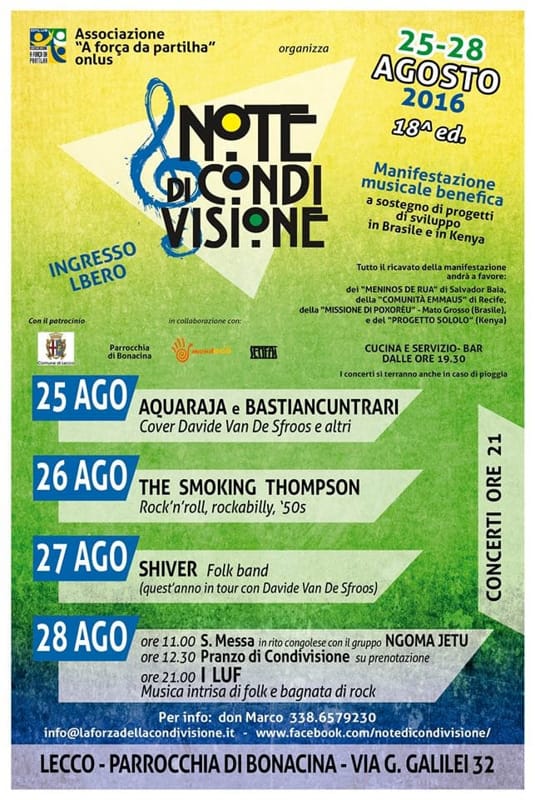 Associazione
"A força da partilha"
onlus
A FORÇA DA
PARTILHA
organizza
25-28
AGOSTO
2016
18^ ed.
NOTE
DI CONDI
VISIONE
Manifestazione
musicale benefica
a sostegno di progetti
di sviluppo
in Brasile e in Kenya
INGRESSO
LBERO
Tutto il ricavato della manifestazione
andrà a favore:
dei "MENINOS DE RUA" di Salvador Baia,
della "COMUNITÀ EMMAUS" di Recife,
della "MISSIONE DI POXORÈU" - Mato Grosso (Brasile),
e del "PROGETTO SOLOLO" (Kenya)
Con il patrocinio
in collaborazione con:
Comune di Lecco
Parrocchia
di Bonacina
CUCINA E SERVIZIO- BAR
DALLE ORE 19.30
I concerti si terranno anche in caso di pioggia
25 AGO
AQUARAJA e BASTIANCUNTRARI
Cover Davide Van De Sfroos e altri
26 AGO
THE SMOKING THOMPSON
Rock'n'roll, rockabilly, '50s
27 AGO
SHIVER Folk band
(quest'anno in tour con Davide Van De Sfroos)
CONCERTI ORE 21
28 AGO
ore 11.00 S. Messa in rito congolese con il gruppo NGOMA JETU
ore 12.30 Pranzo di Condivisione su prenotazione
ore 21.00 I LUF
Musica intrisa di folk e bagnata di rock
Per info: don Marco 338.6579230
info@laforzadellacondivisione.it - www.facebook.com/notedicondivisione/
LECCO - PARROCCHIA DI BONACINA - VIA G. GALILEI 32